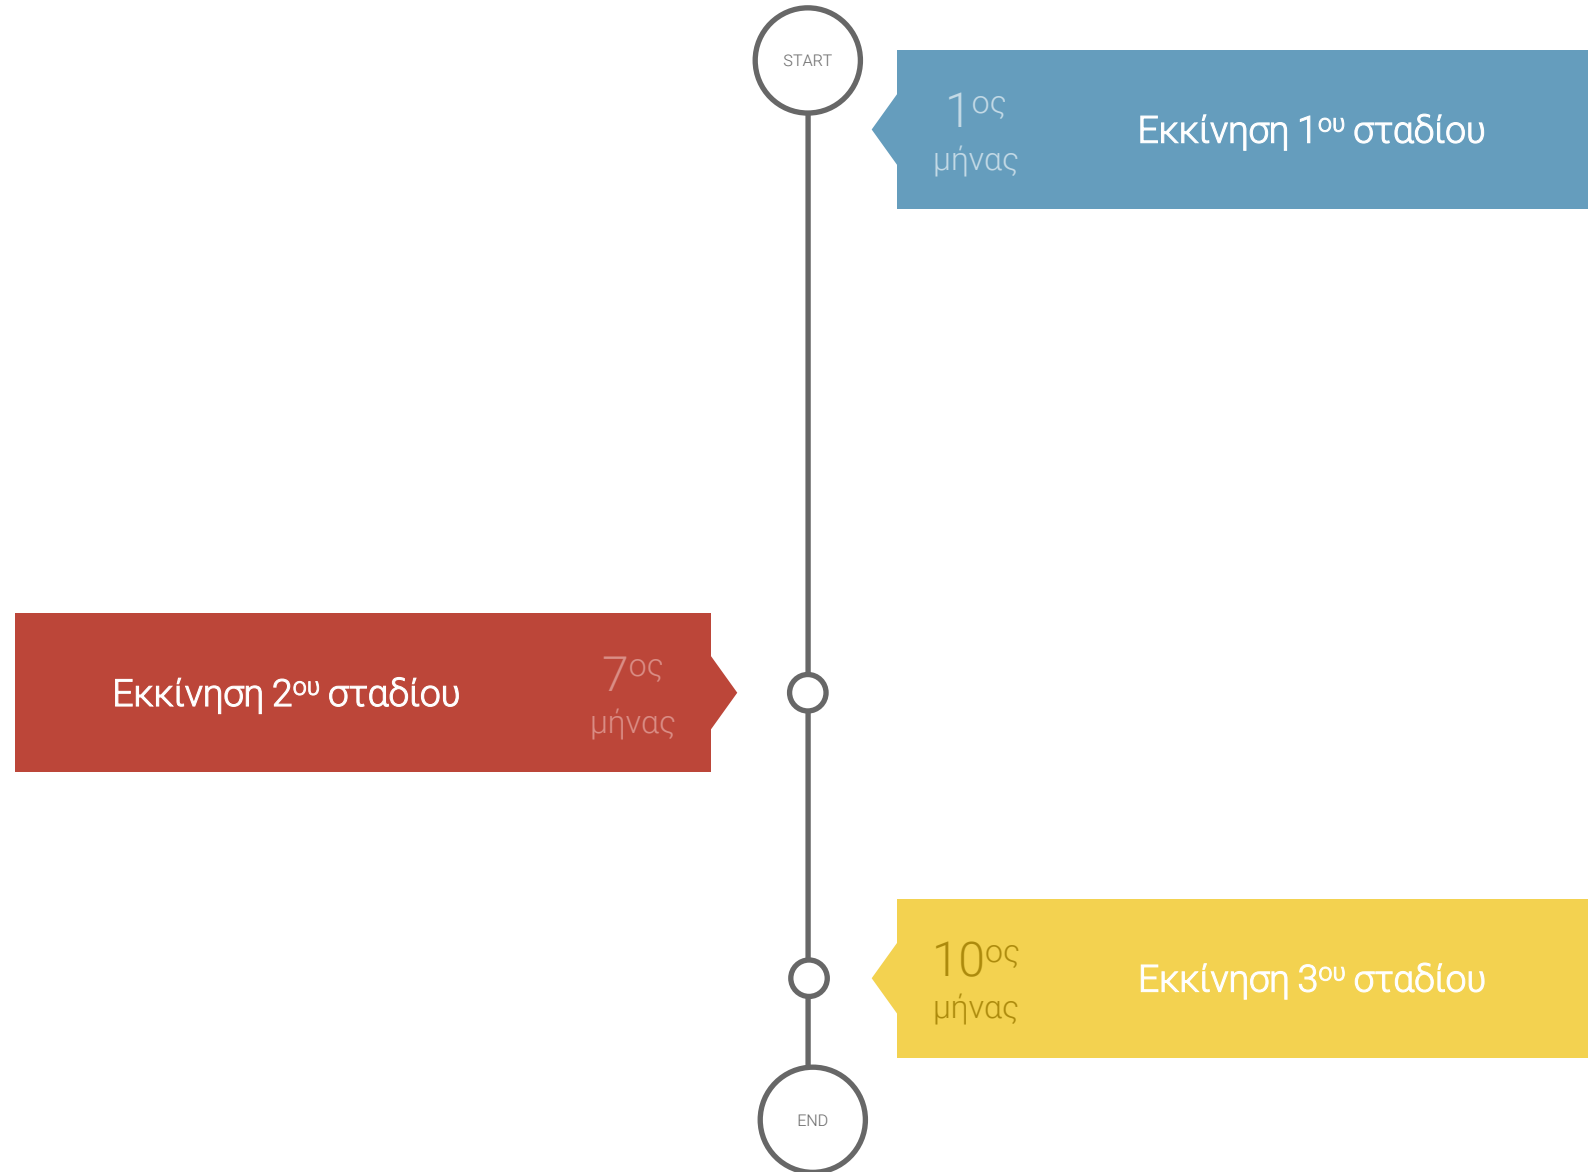 START
1ος
μήνας
Εκκίνηση 1ου σταδίου
Εκκίνηση 2ου σταδίου
7ος
μήνας
10ος
μήνας
Εκκίνηση 3ου σταδίου
END